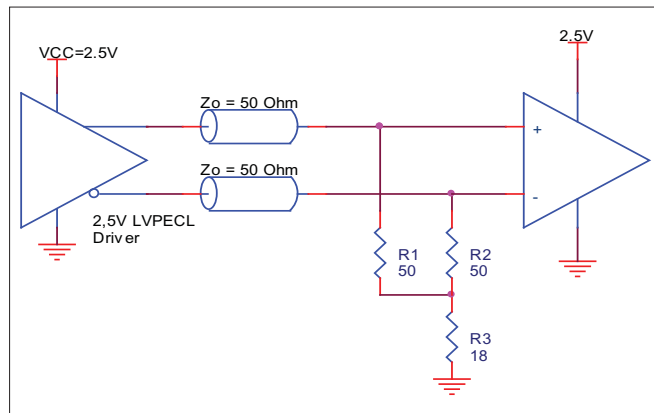 VCC=2.5V
2.5V
Zo = 50 Ohm
+
Zo = 50 Ohm
-
2,5V LVPECL
Driver
R1
50
R2
50
R3
18